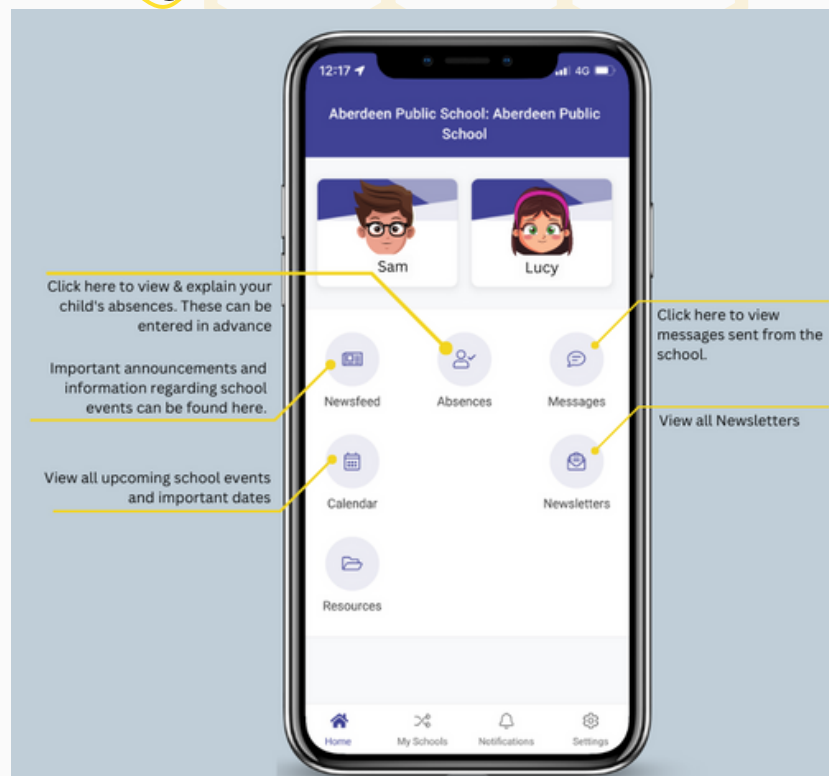 12:17
4G
Aberdeen Public School: Aberdeen Public
School
Sam
Lucy
Click here to view & explain your
child's absences. These can be
entered in advance
Important announcements and
information regarding school
events can be found here.
View all upcoming school events
and important dates
Click here to view
messages sent from the
school.
View all Newsletters
Newsfeed
Absences
Messages
Calendar
Newsletters
Resources
Home
My Schools
Notifications
Settings